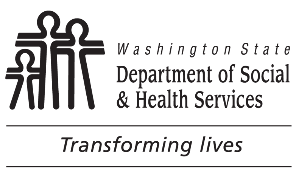 Washington State
Department of Social
& Health Services
Transforming lives